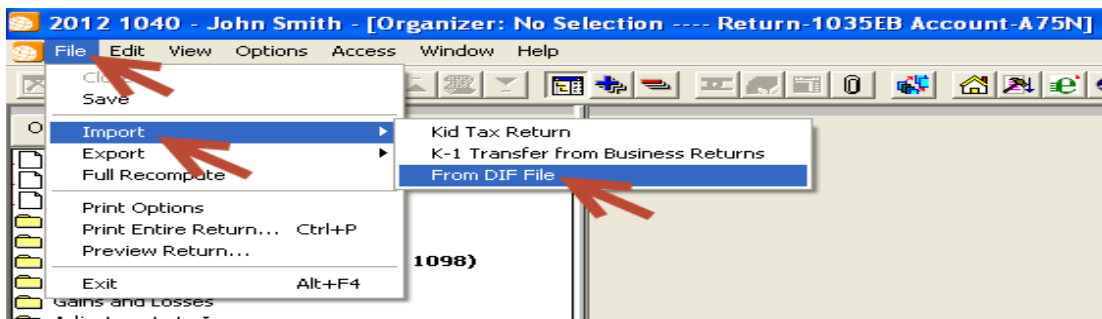 2012 1040 - John Smith - [Organizer: No Selection ---- Return-1035EB Account-A75N]
File Edit View Options Access Window Help
Save
O
Import
Export
Full Recompute
Print Options
Print Entire Return... Ctrl+P
Preview Return...
Exit Alt+F4
Kid Tax Return
K-1 Transfer from Business Returns
From DIF File
1098)
Gains and Losses